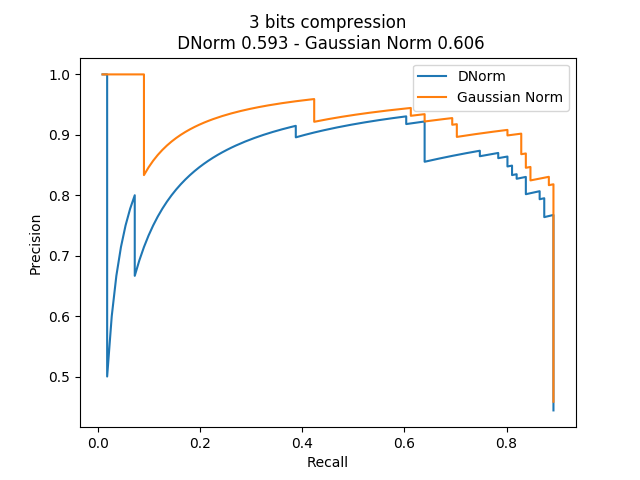 3 bits compression
DNorm 0.593 - Gaussian Norm 0.606
DNorm
Gaussian Norm
1.0
0.9
0.8
0.7
0.6
0.5
Precision
0.0 0.2 0.4 0.6 0.8
Recall